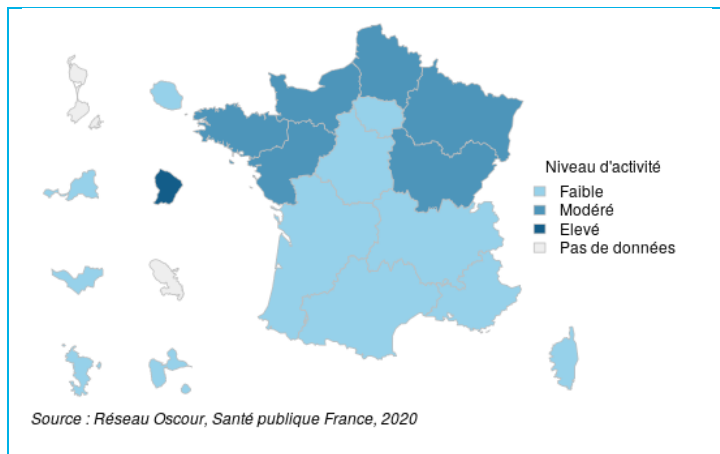 Niveau d'activité
Faible
Modéré
Elevé
Pas de données
Source : Réseau Oscour, Santé publique France, 2020